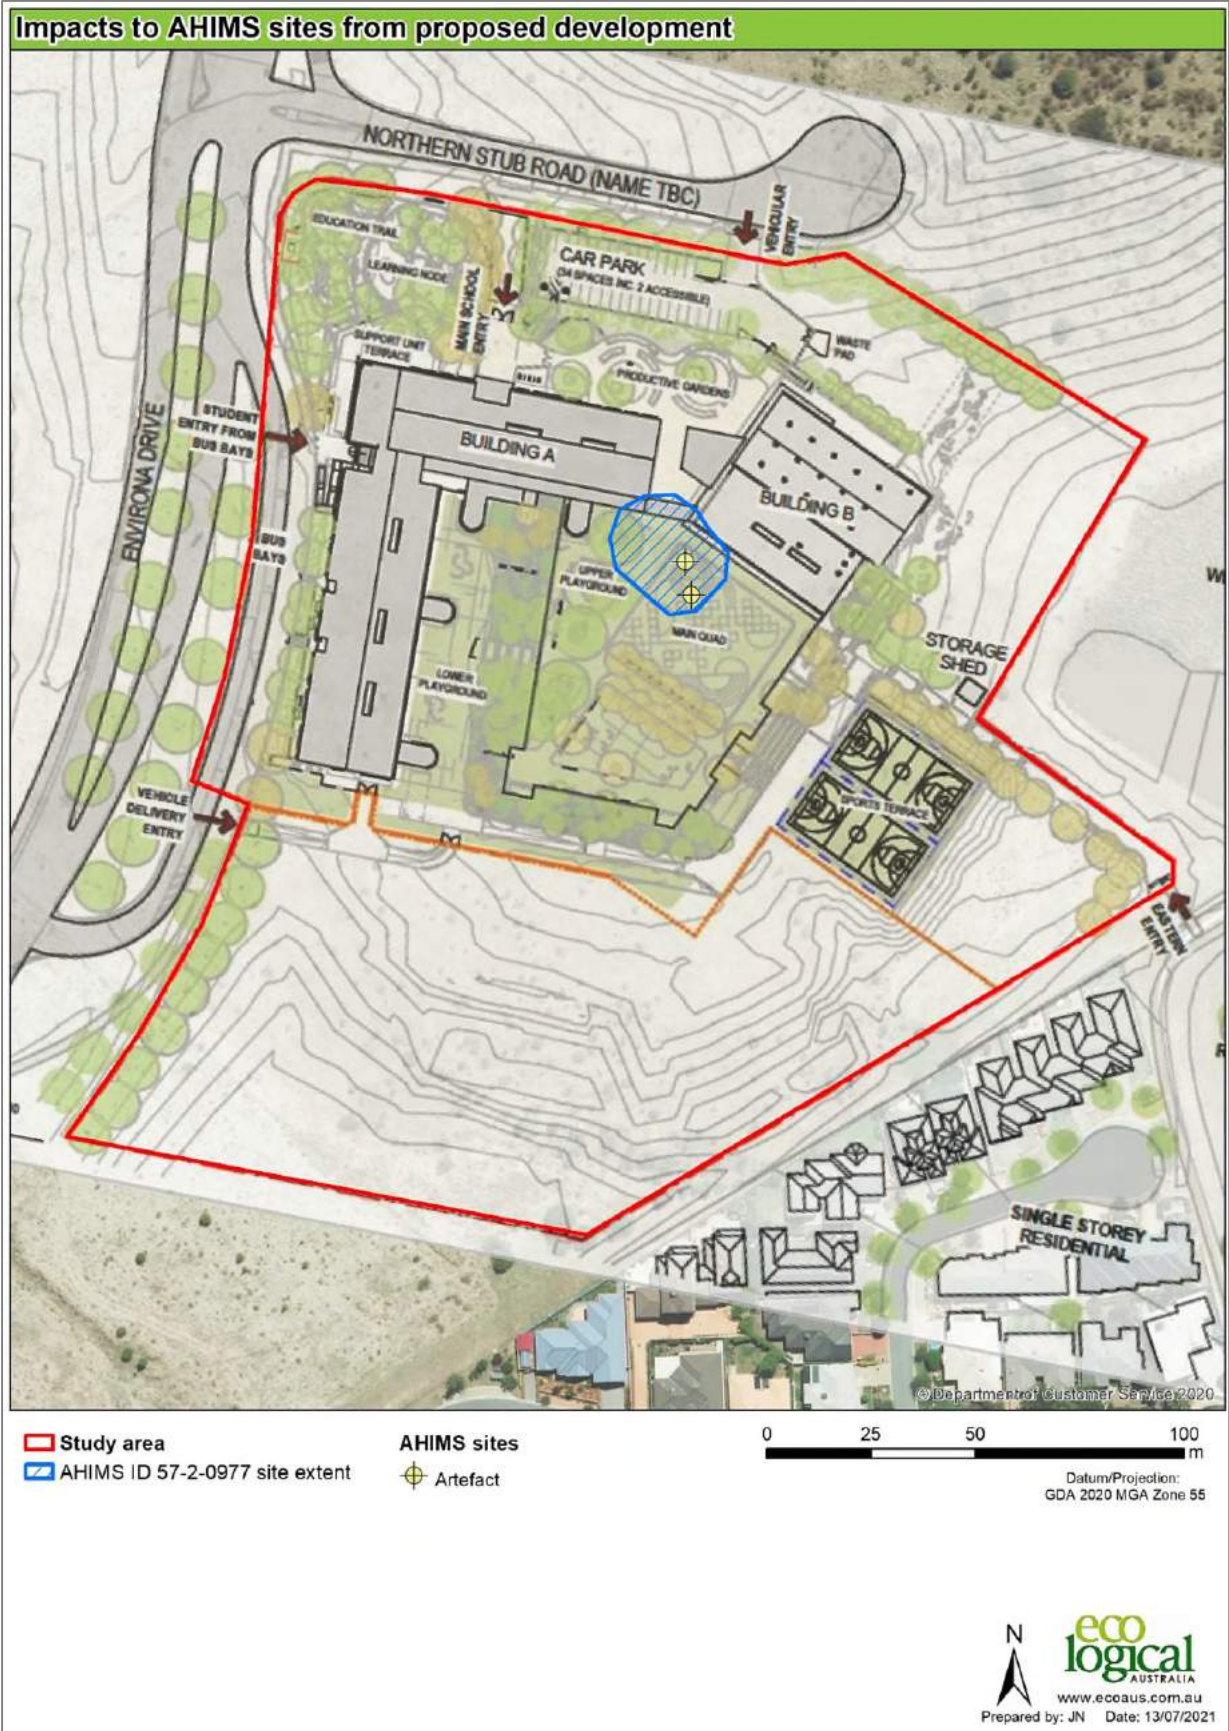 Impacts to AHIMS sites from proposed development
NORTHERN STUB ROAD (NAME TBC)
VEHICULAR
ENTRY
EDUCATION TRAIL
LEARNING NODE
MAIN SCHOOL
ENTRY
CAR PARK
(34 SPACES INC. 2 ACCESSIBLE)
SUPPORT UNIT
TERRACE
WASTE
PAD
PRODUCTIVE GARDENS
STUDENT
ENTRY FROM
BUS BAYS
ENVIRONA DRIVE
BUILDING A
BUILDING B
BUS
BAYS
UPPER
PLAYGROUND
MAIN QUAD
STORAGE
SHED
LOWER
PLAYGROUND
VEHICLE
DELIVERY
ENTRY
SPORTS TERRACE
EASTERN
ENTRY
SINGLE STOREY
RESIDENTIAL
© Department of Customer Service 2020
Study area
AHIMS ID 57-2-0977 site extent
AHIMS sites
Artefact
0 25 50 100
m
Datum/Projection:
GDA 2020 MGA Zone 55
N
eco
logical
AUSTRALIA
www.ecoaus.com.au
Prepared by: JN Date: 13/07/2021